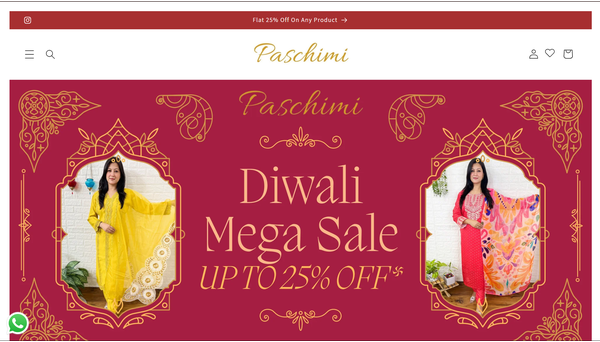 Flat 25% Off On Any Product →
Paschimi
Paschimi
Diwali
Mega Sale
UP TO 25% OFF*